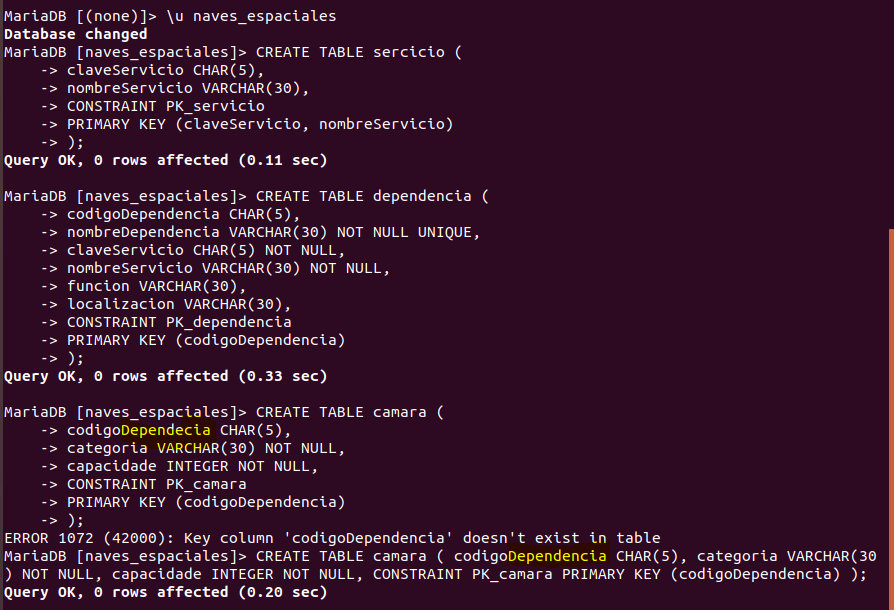 MariaDB [(none)]> \u naves_espaciales
Database changed
MariaDB [naves_espaciales]> CREATE TABLE sercicio (
    -> claveServicio CHAR(5),
    -> nombreServicio VARCHAR(30),
    -> CONSTRAINT PK_servicio
    -> PRIMARY KEY (claveServicio, nombreServicio)
    -> );
Query OK, 0 rows affected (0.11 sec)

MariaDB [naves_espaciales]> CREATE TABLE dependencia (
    -> codigoDependencia CHAR(5),
    -> nombreDependencia VARCHAR(30) NOT NULL UNIQUE,
    -> claveServicio CHAR(5) NOT NULL,
    -> nombreServicio VARCHAR(30) NOT NULL,
    -> funcion VARCHAR(30),
    -> localizacion VARCHAR(30),
    -> CONSTRAINT PK_dependencia
    -> PRIMARY KEY (codigoDependencia)
    -> );
Query OK, 0 rows affected (0.33 sec)

MariaDB [naves_espaciales]> CREATE TABLE camara (
    -> codigoDependecia CHAR(5),
    -> categoria VARCHAR(30) NOT NULL,
    -> capacidade INTEGER NOT NULL,
    -> CONSTRAINT PK_camara
    -> PRIMARY KEY (codigoDependencia)
    -> );
ERROR 1072 (42000): Key column 'codigoDependencia' doesn't exist in table
MariaDB [naves_espaciales]> CREATE TABLE camara ( codigoDependencia CHAR(5), categoria VARCHAR(30
) NOT NULL, capacidade INTEGER NOT NULL, CONSTRAINT PK_camara PRIMARY KEY (codigoDependencia) );
Query OK, 0 rows affected (0.20 sec)